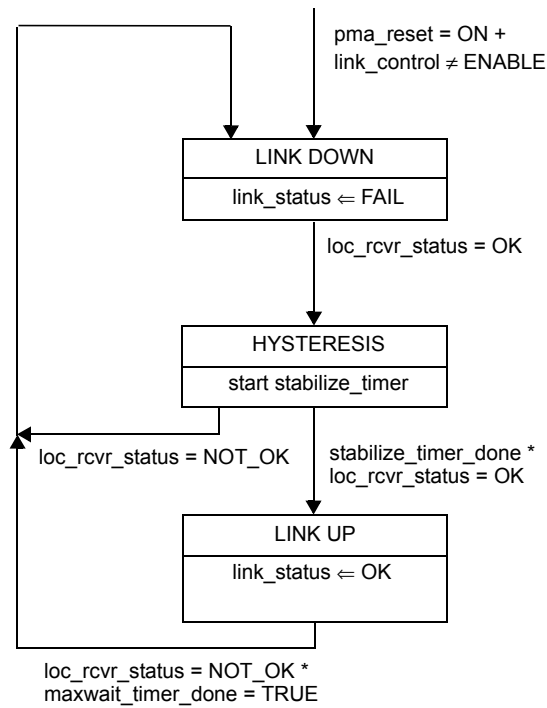 pma_reset = ON +
link_control ≠ ENABLE
LINK DOWN
link_status ⇐ FAIL
loc_rcvr_status = OK
HYSTERESIS
start stabilize_timer
loc_rcvr_status = NOT_OK
stabilize_timer_done *
loc_rcvr_status = OK
LINK UP
link_status ⇐ OK
loc_rcvr_status = NOT_OK *
maxwait_timer_done = TRUE